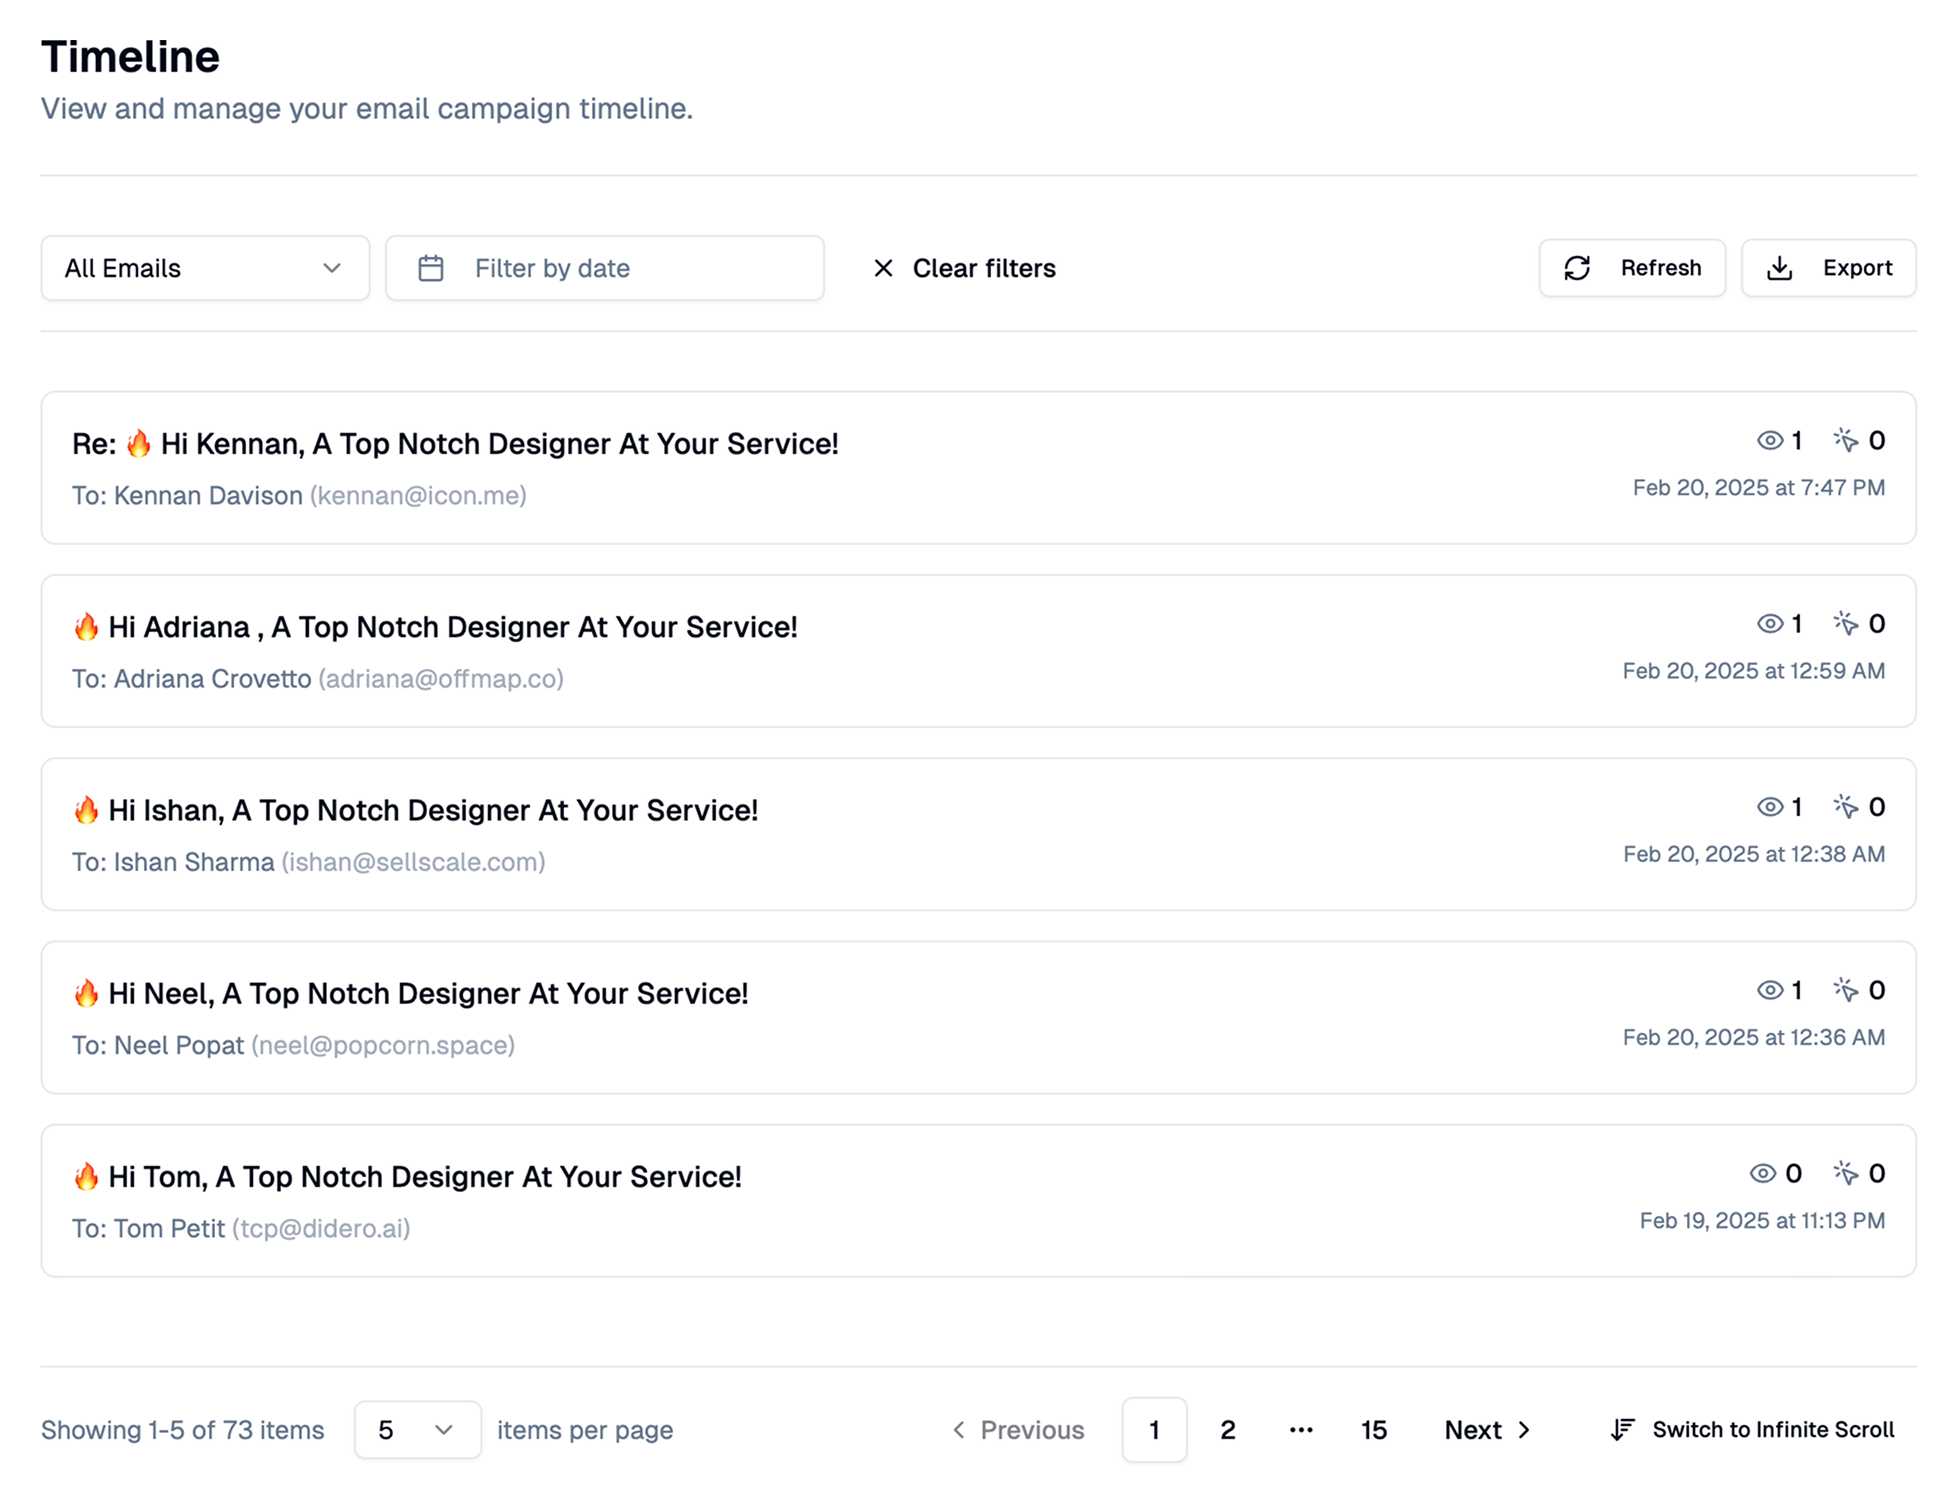 Timeline
View and manage your email campaign timeline.
All Emails
Filter by date
Clear filters
Refresh
Export
Re: 🔥 Hi Kennan, A Top Notch Designer At Your Service!
1 0
To: Kennan Davison (kennan@icon.me)
Feb 20, 2025 at 7:47 PM
🔥 Hi Adriana , A Top Notch Designer At Your Service!
1 0
To: Adriana Crovetto (adriana@offmap.co)
Feb 20, 2025 at 12:59 AM
🔥 Hi Ishan, A Top Notch Designer At Your Service!
1 0
To: Ishan Sharma (ishan@sellscale.com)
Feb 20, 2025 at 12:38 AM
🔥 Hi Neel, A Top Notch Designer At Your Service!
1 0
To: Neel Popat (neel@popcorn.space)
Feb 20, 2025 at 12:36 AM
🔥 Hi Tom, A Top Notch Designer At Your Service!
0 0
To: Tom Petit (tcp@didero.ai)
Feb 19, 2025 at 11:13 PM
Showing 1-5 of 73 items
5
items per page
Previous
1
2
...
15
Next
Switch to Infinite Scroll